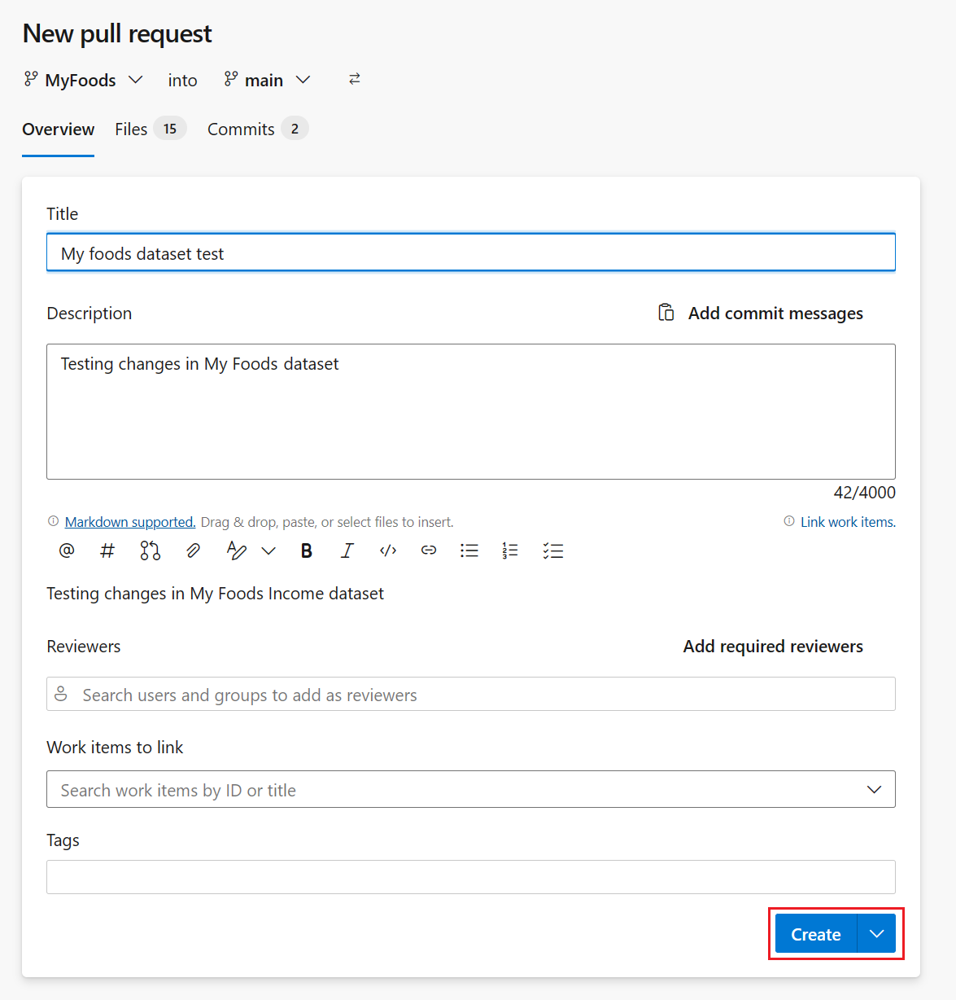 New pull request
MyFoods into main
Overview Files 15 Commits 2
Title
My foods dataset test
Description Add commit messages
Testing changes in My Foods dataset
42/4000
Markdown supported. Drag & drop, paste, or select files to insert. Link work items.
Testing changes in My Foods Income dataset
Reviewers Add required reviewers
Search users and groups to add as reviewers
Work items to link
Search work items by ID or title
Tags
Create